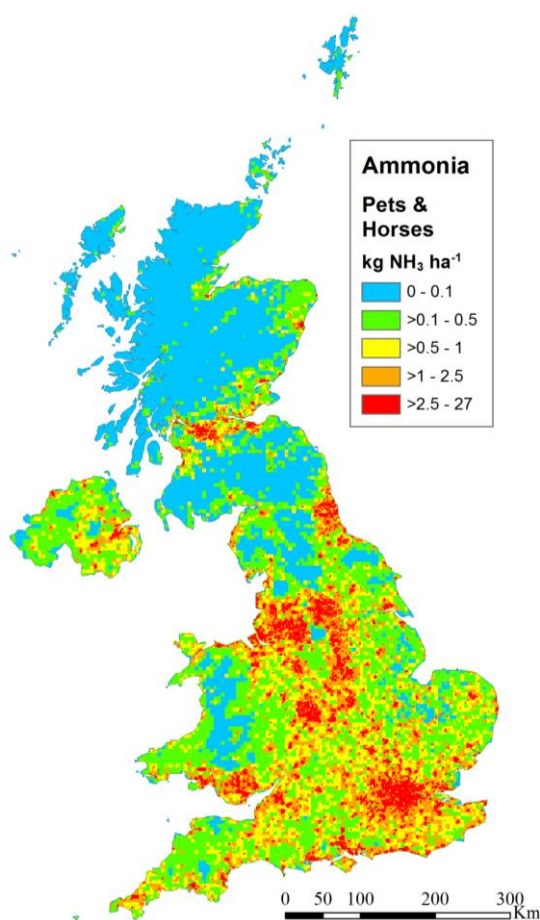 Ammonia
Pets &
Horses
kg NH₃ ha⁻¹
0 - 0.1
>0.1 - 0.5
>0.5 - 1
>1 - 2.5
>2.5 - 27
0 50 100 200 300
Km